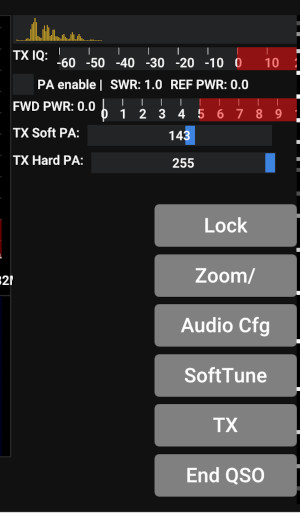 TX IQ: -60 -50 -40 -30 -20 -10 0 10
PA enable | SWR: 1.0 REF PWR: 0.0
FWD PWR: 0.0 0 1 2 3 4 5 6 7 8 9
TX Soft PA: 143
TX Hard PA: 255
Lock
Zoom/
Audio Cfg
SoftTune
TX
End QSO